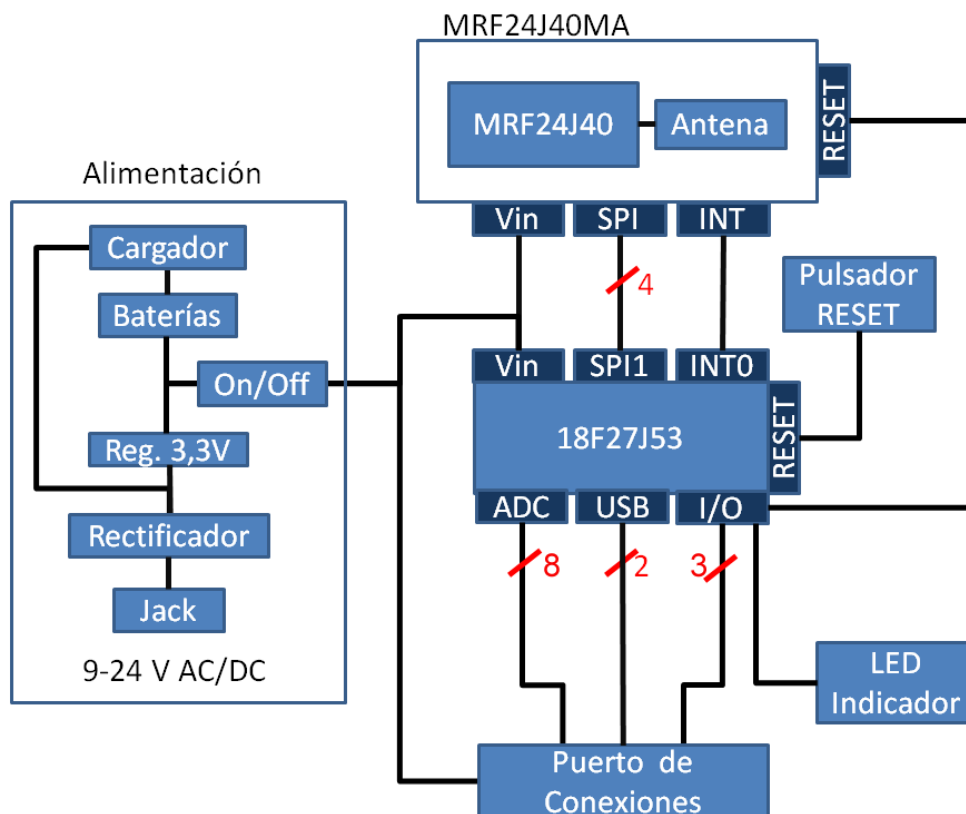 MRF24J40MA
MRF24J40
Antena
RESET
Vin
SPI
INT
4
Alimentación
Cargador
Baterías
On/Off
Reg. 3,3V
Rectificador
Jack
9-24 V AC/DC
Pulsador
RESET
Vin
SPI1
INT0
18F27J53
RESET
ADC
USB
I/O
8
2
3
LED
Indicador
Puerto de
Conexiones